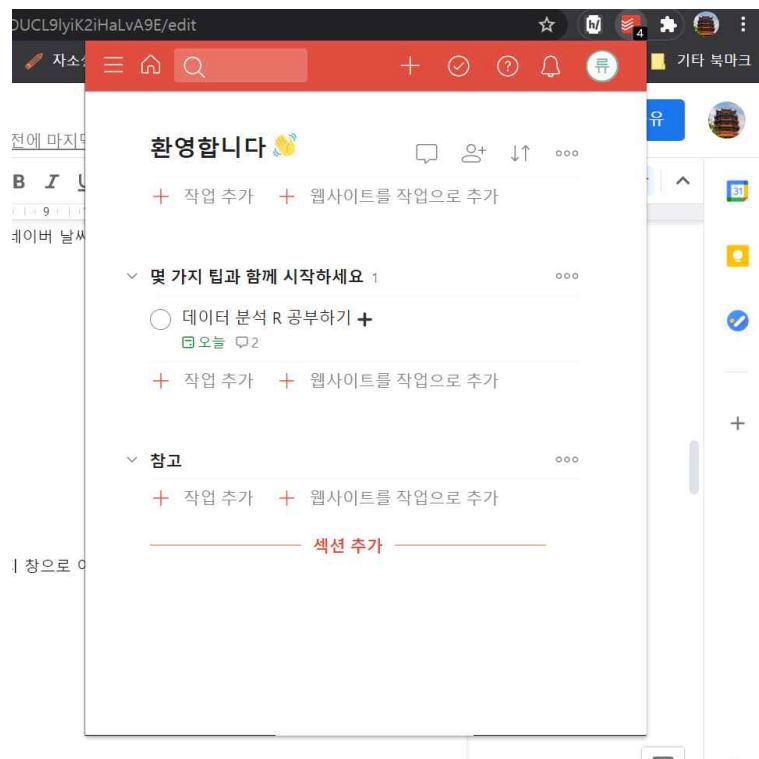 DUCL9lyiK2iHaLvA9E/edit
h/
4
자소
류
기타 북마크
전에 마지막
유
환영합니다 👋
B I U
31
+ 작업 추가 + 웹사이트를 작업으로 추가
9
네이버 날씨
몇 가지 팁과 함께 시작하세요 1
데이터 분석 R 공부하기 +
오늘 2
+ 작업 추가 + 웹사이트를 작업으로 추가
참고
+ 작업 추가 + 웹사이트를 작업으로 추가
섹션 추가
창으로